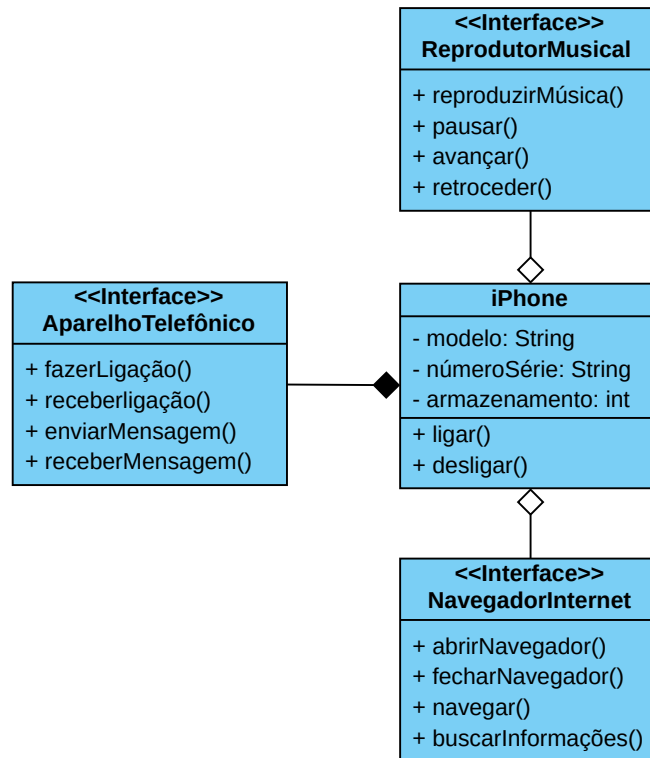 <<Interface>>
ReprodutorMusical
+ reproduzirMúsica()
+ pausar()
+ avançar()
+ retroceder()
<<Interface>>
AparelhoTelefônico
+ fazerLigação()
+ receberligação()
+ enviarMensagem()
+ receberMensagem()
iPhone
- modelo: String
- númeroSérie: String
- armazenamento: int
+ ligar()
+ desligar()
<<Interface>>
NavegadorInternet
+ abrirNavegador()
+ fecharNavegador()
+ navegar()
+ buscarInformações()